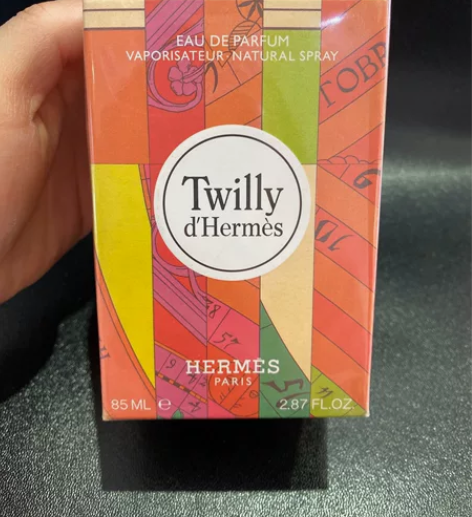 EAU DE PARFUM
VAPORISATEUR-NATURAL SPRAY
Twilly
d'Hermès
HERMÈS
PARIS
85 ML ℮
2.87 FL.OZ.